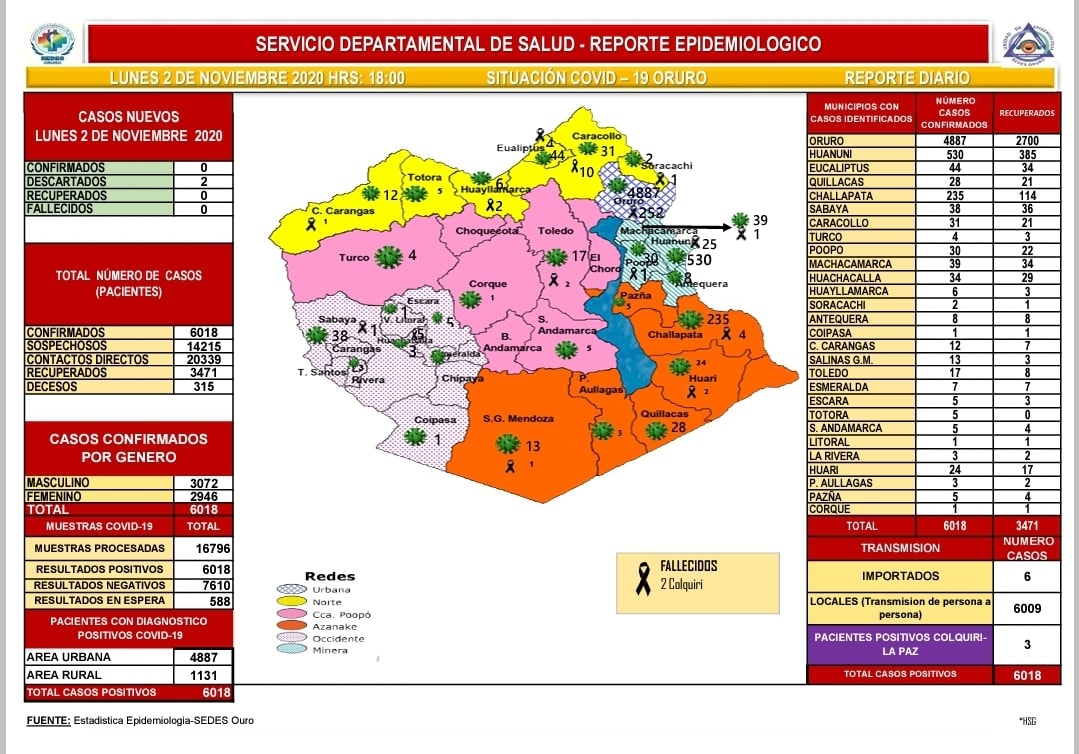 SERVICIO DEPARTAMENTAL DE SALUD - REPORTE EPIDEMIOLOGICO
LUNES 2 DE NOVIEMBRE 2020 HRS: 18:00 SITUACIÓN COVID – 19 ORURO REPORTE DIARIO
CASOS NUEVOS
LUNES 2 DE NOVIEMBRE 2020
CONFIRMADOS 0
DESCARTADOS 2
RECUPERADOS 0
FALLECIDOS 0
TOTAL NÚMERO DE CASOS
(PACIENTES)
CONFIRMADOS 6018
SOSPECHOSOS 14215
CONTACTOS DIRECTOS 20339
RECUPERADOS 3471
DECESOS 315
CASOS CONFIRMADOS
POR GENERO
MASCULINO 3072
FEMENINO 2946
TOTAL 6018
MUESTRAS COVID-19 TOTAL
MUESTRAS PROCESADAS 16796
RESULTADOS POSITIVOS 6018
RESULTADOS NEGATIVOS 7610
RESULTADOS EN ESPERA 588
PACIENTES CON DIAGNOSTICO
POSITIVOS COVID-19
AREA URBANA 4887
AREA RURAL 1131
TOTAL CASOS POSITIVOS 6018
Caracollo
31
10
Eualiptus
4
44
Soracachi
2
1
Totora
5
Huayllamarca
6
2
12
C. Carangas
1
4887
Oruro
252
Choquecota
Toledo
17
2
Machacamarca
39
1
Huanuni
25
530
Poopo
30
1
8
Antequera
El
Choro
Turco
4
Corque
1
Pazña
5
Escara
1
Sabaya
38
1
V. Litoral
5
Carangas
3
Esmeralda
T. Santos
Rivera
3
Chipaya
S.
Andamarca
5
B.
Andamarca
235
Challapata
4
24
Huari
2
P.
Aullagas
3
Quillacas
28
Coipasa
1
S.G. Mendoza
13
1
Redes
Urbana
Norte
Cca. Poopó
Azanake
Occidente
Minera
FALLECIDOS
2 Colquiri
MUNICIPIOS CON
CASOS IDENTIFICADOS
NÚMERO
CASOS
CONFIRMADOS
RECUPERADOS
ORURO 4887 2700
HUANUNI 530 385
EUCALIPTUS 44 34
QUILLACAS 28 21
CHALLAPATA 235 114
SABAYA 38 36
CARACOLLO 31 21
TURCO 4 3
POOPO 30 22
MACHACAMARCA 39 34
HUACHACALLA 34 29
HUAYLLAMARCA 6 3
SORACACHI 2 1
ANTEQUERA 8 8
COIPASA 1 1
C. CARANGAS 12 7
SALINAS G.M. 13 3
TOLEDO 17 8
ESMERALDA 7 7
ESCARA 5 3
TOTORA 5 0
S. ANDAMARCA 5 4
LITORAL 1 1
LA RIVERA 3 2
HUARI 24 17
P. AULLAGAS 3 2
PAZÑA 5 4
CORQUE 1 1
TOTAL 6018 3471
TRANSMISION NUMERO
CASOS
IMPORTADOS 6
LOCALES (Transmision de persona a
persona) 6009
PACIENTES POSITIVOS COLQUIRI-
LA PAZ 3
TOTAL CASOS POSITIVOS 6018
FUENTE: Estadistica Epidemiologia-SEDES Ouro
*HSG